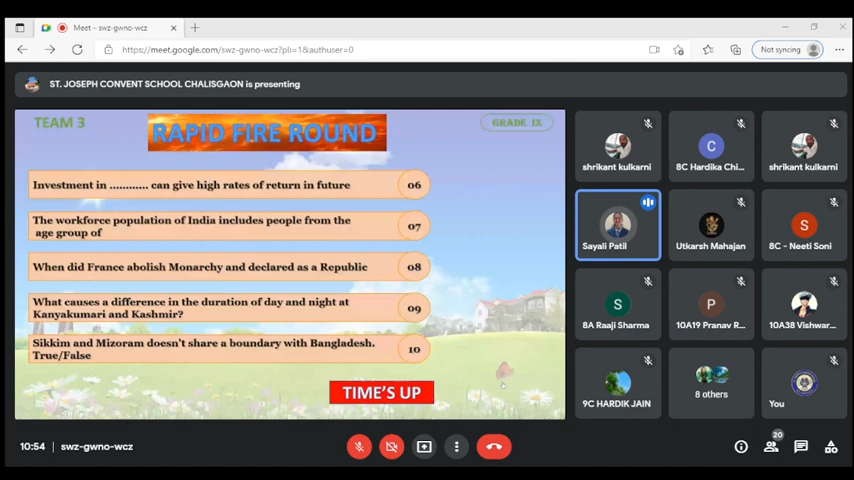 Meet – swz-gwno-wcz
https://meet.google.com/swz-gwno-wcz?pli=1&authuser=0
Not syncing
ST. JOSEPH CONVENT SCHOOL CHALISGAON is presenting
TEAM 3
RAPID FIRE ROUND
GRADE IX
Investment in ............ can give high rates of return in future
06
The workforce population of India includes people from the
age group of
07
When did France abolish Monarchy and declared as a Republic
08
What causes a difference in the duration of day and night at
Kanyakumari and Kashmir?
09
Sikkim and Mizoram doesn't share a boundary with Bangladesh.
True/False
10
TIME'S UP
shrikant kulkarni
C
8C Hardika Chi...
shrikant kulkarni
Sayali Patil
Utkarsh Mahajan
S
8C - Neeti Soni
S
8A Raaji Sharma
P
10A19 Pranav R...
10A38 Vishwar...
9C HARDIK JAIN
8 others
You
10:54 | swz-gwno-wcz
20